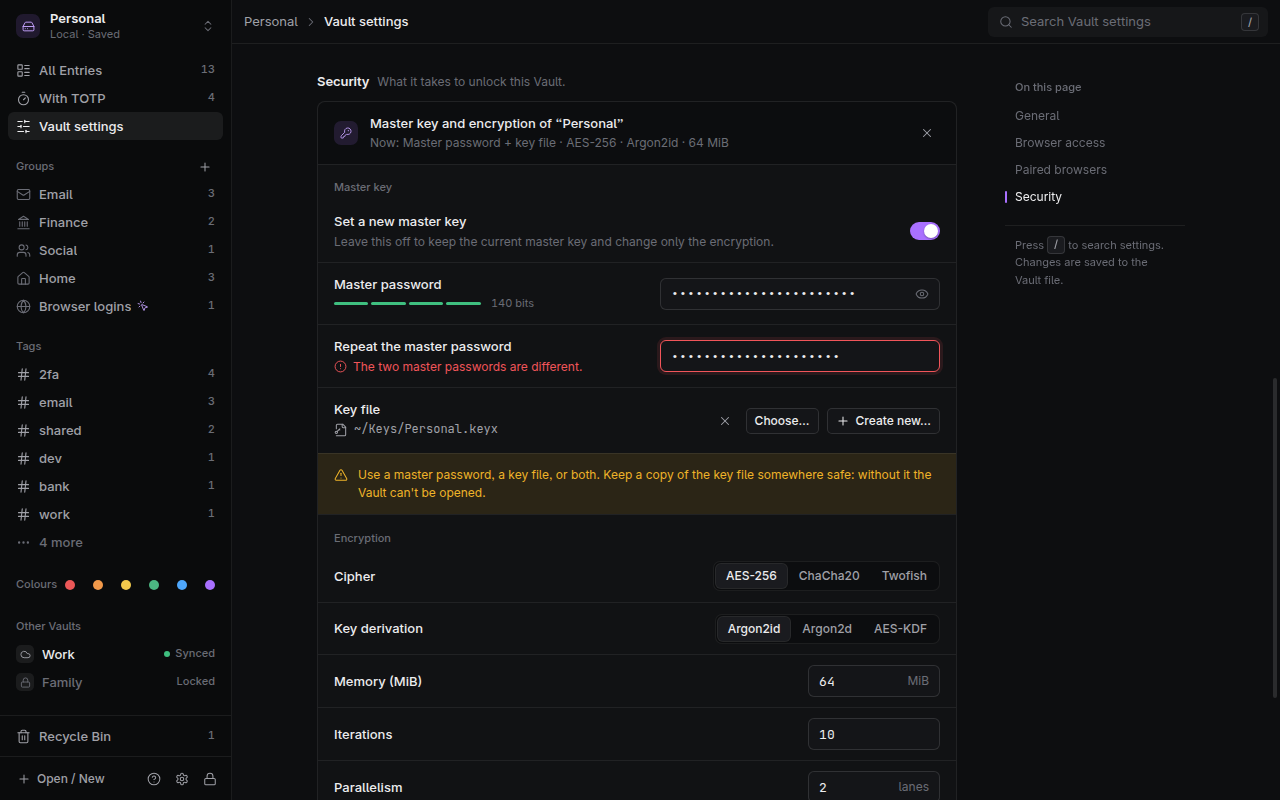 Personal
Local · Saved
All Entries 13
With TOTP 4
Vault settings
Groups
Email 3
Finance 2
Social 1
Home 3
Browser logins 1
Tags
# 2fa 4
# email 3
# shared 2
# dev 1
# bank 1
# work 1
··· 4 more
Colours
Other Vaults
Work Synced
Family Locked
Recycle Bin 1
+ Open / New
Personal > Vault settings
Search Vault settings /
Security What it takes to unlock this Vault.
Master key and encryption of “Personal”
Now: Master password + key file · AES-256 · Argon2id · 64 MiB
Master key
Set a new master key
Leave this off to keep the current master key and change only the encryption.
Master password
140 bits
•••••••••••••••••••••••
Repeat the master password
The two master passwords are different.
•••••••••••••••••••••
Key file
~/Keys/Personal.keyx
Choose...
+ Create new...
Use a master password, a key file, or both. Keep a copy of the key file somewhere safe: without it the
Vault can't be opened.
Encryption
Cipher AES-256 ChaCha20 Twofish
Key derivation Argon2id Argon2d AES-KDF
Memory (MiB) 64 MiB
Iterations 10
Parallelism 2 lanes
On this page
General
Browser access
Paired browsers
Security
Press / to search settings.
Changes are saved to the
Vault file.